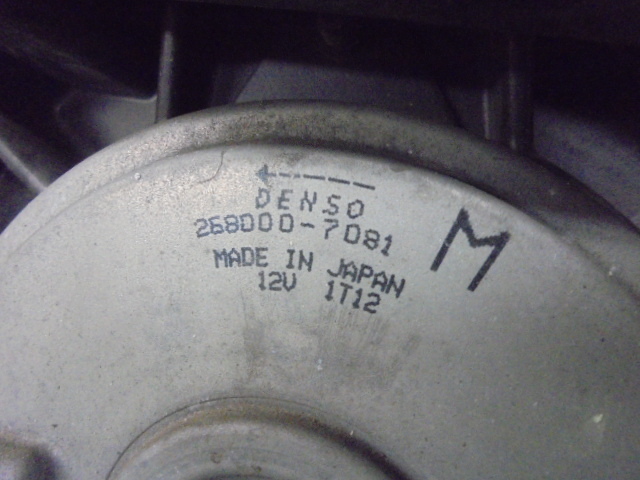 DENSO
268000-7081
M
MADE IN JAPAN
12V 1T12